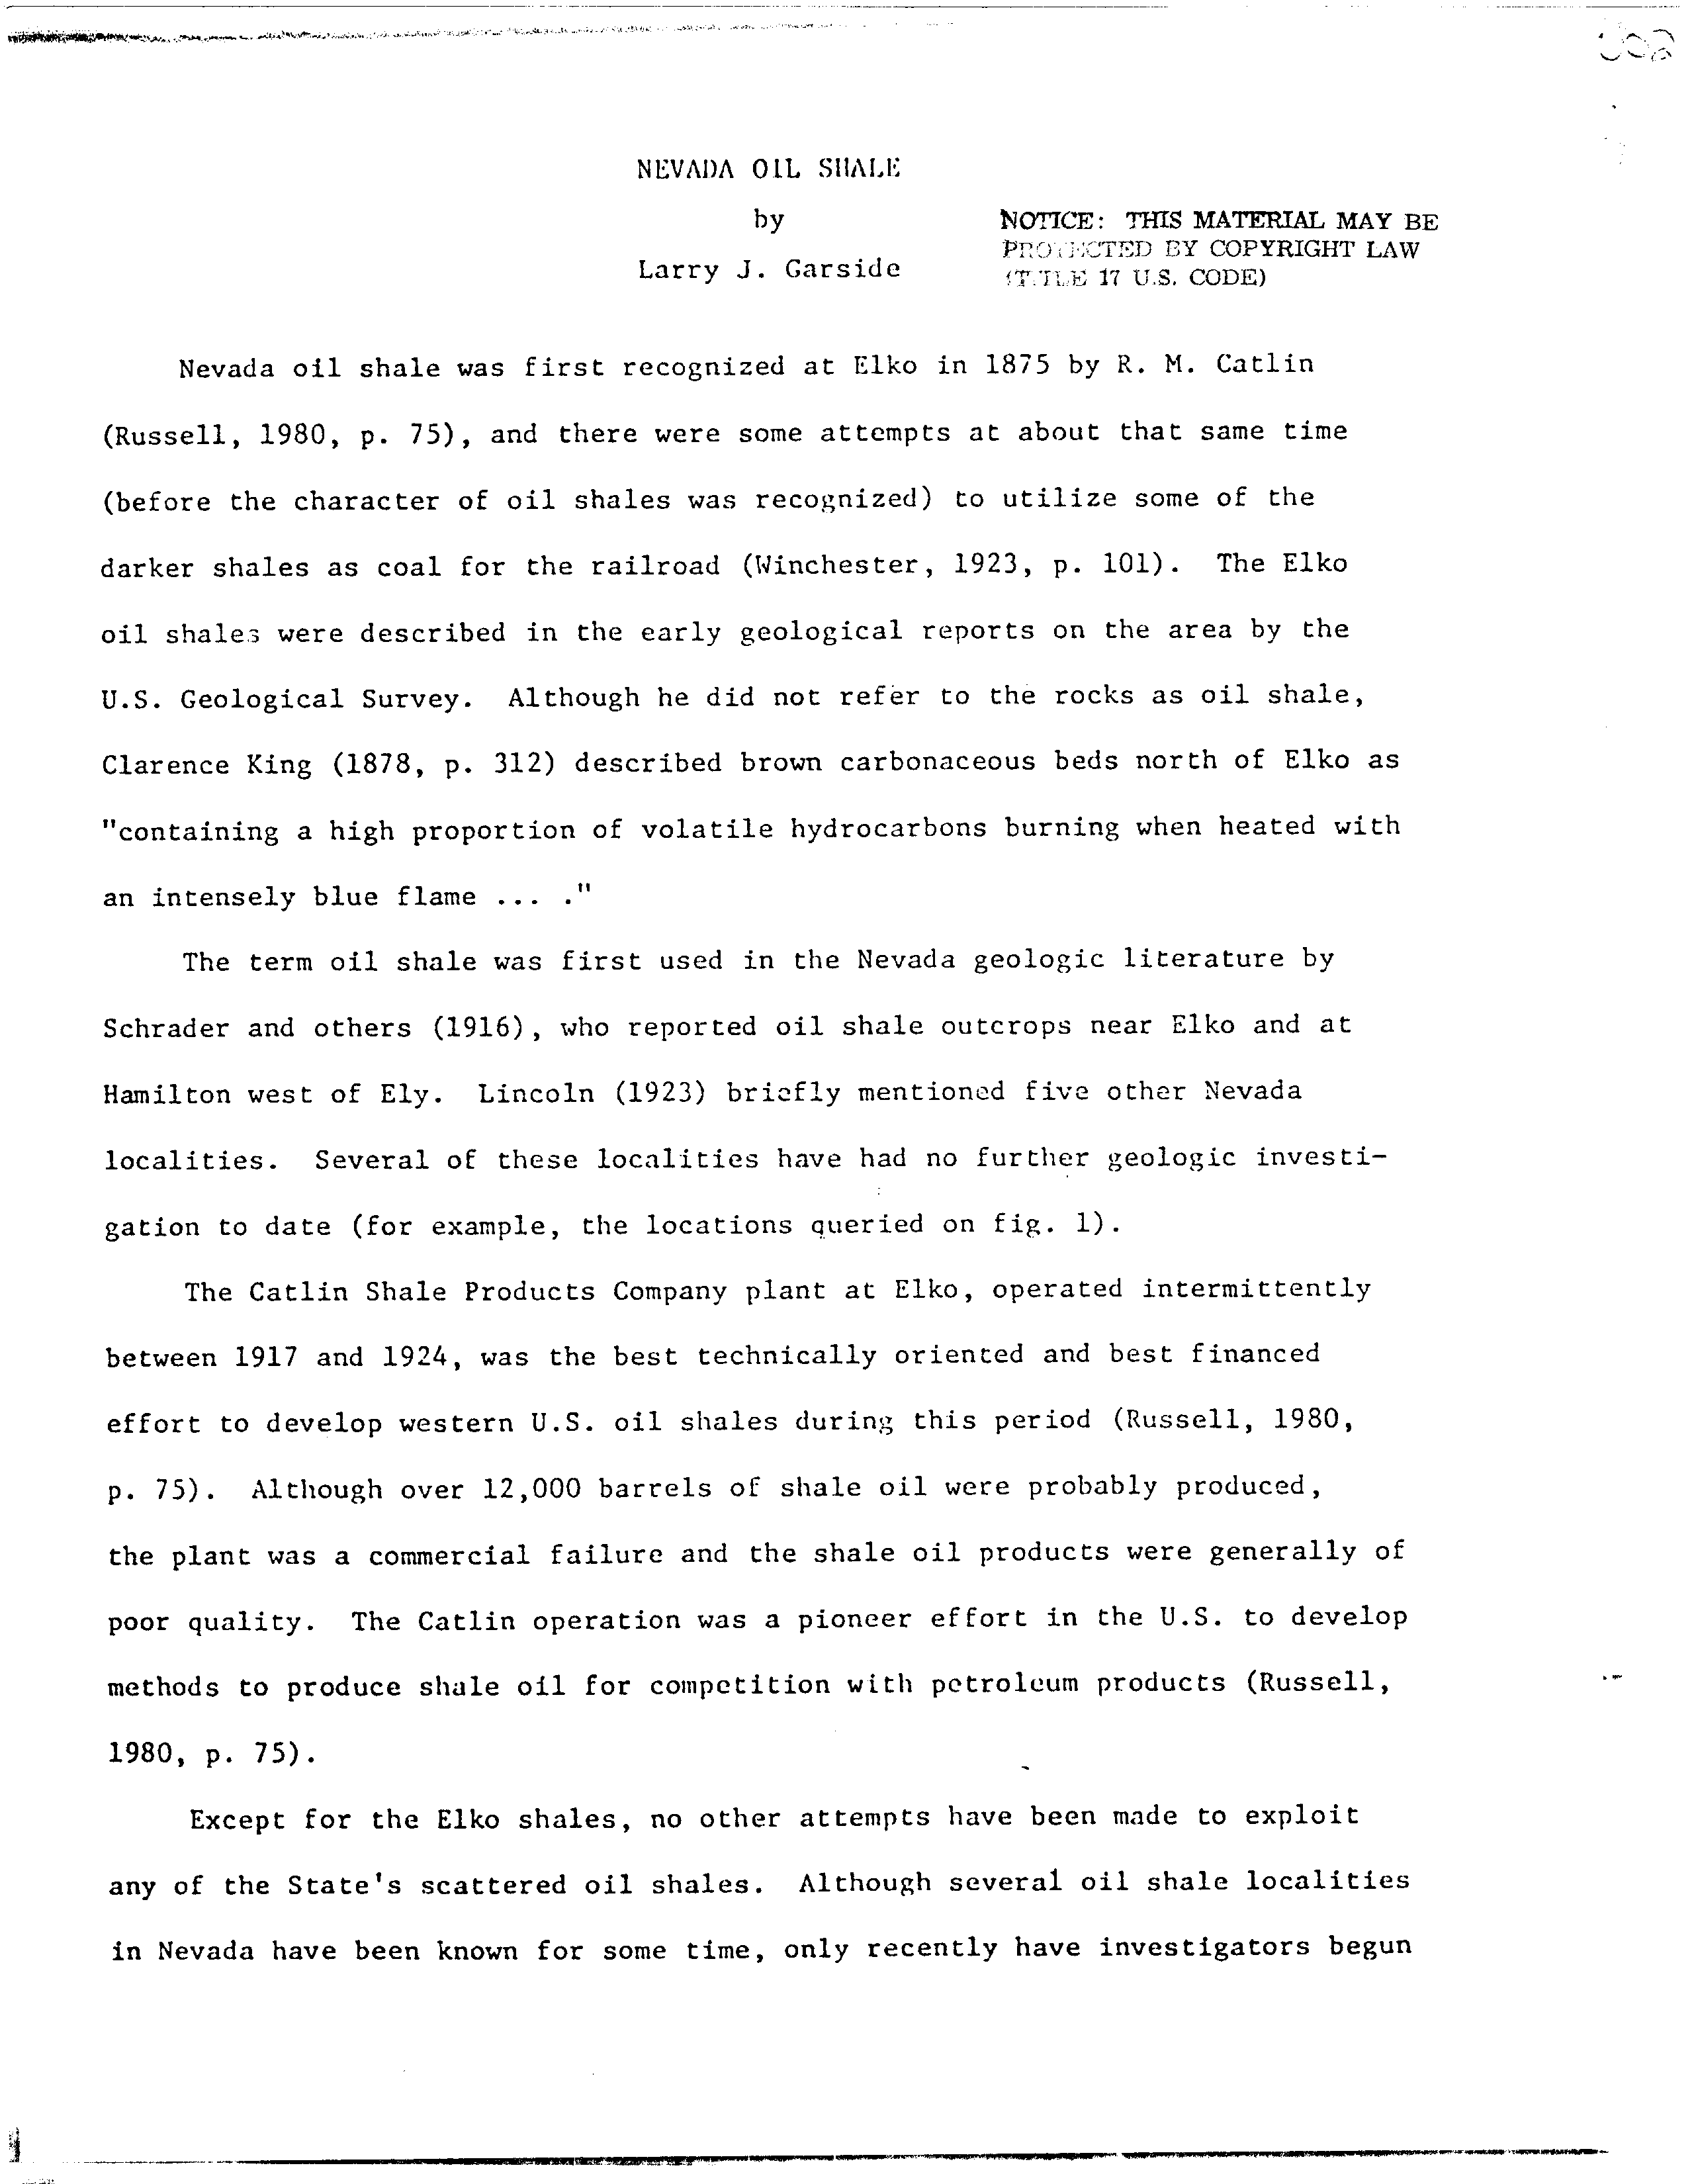 NEVADA OIL SHALE
by
Larry J. Garside
NOTICE: THIS MATERIAL MAY BE
PROTECTED BY COPYRIGHT LAW
(TITLE 17 U.S. CODE)
Nevada oil shale was first recognized at Elko in 1875 by R. M. Catlin
(Russell, 1980, p. 75), and there were some attempts at about that same time
(before the character of oil shales was recognized) to utilize some of the
darker shales as coal for the railroad (Winchester, 1923, p. 101). The Elko
oil shales were described in the early geological reports on the area by the
U.S. Geological Survey. Although he did not refer to the rocks as oil shale,
Clarence King (1878, p. 312) described brown carbonaceous beds north of Elko as
"containing a high proportion of volatile hydrocarbons burning when heated with
an intensely blue flame ... ."
The term oil shale was first used in the Nevada geologic literature by
Schrader and others (1916), who reported oil shale outcrops near Elko and at
Hamilton west of Ely. Lincoln (1923) briefly mentioned five other Nevada
localities. Several of these localities have had no further geologic investi-
gation to date (for example, the locations queried on fig. 1).
The Catlin Shale Products Company plant at Elko, operated intermittently
between 1917 and 1924, was the best technically oriented and best financed
effort to develop western U.S. oil shales during this period (Russell, 1980,
p. 75). Although over 12,000 barrels of shale oil were probably produced,
the plant was a commercial failure and the shale oil products were generally of
poor quality. The Catlin operation was a pioneer effort in the U.S. to develop
methods to produce shale oil for competition with petroleum products (Russell,
1980, p. 75).
Except for the Elko shales, no other attempts have been made to exploit
any of the State's scattered oil shales. Although several oil shale localities
in Nevada have been known for some time, only recently have investigators begun